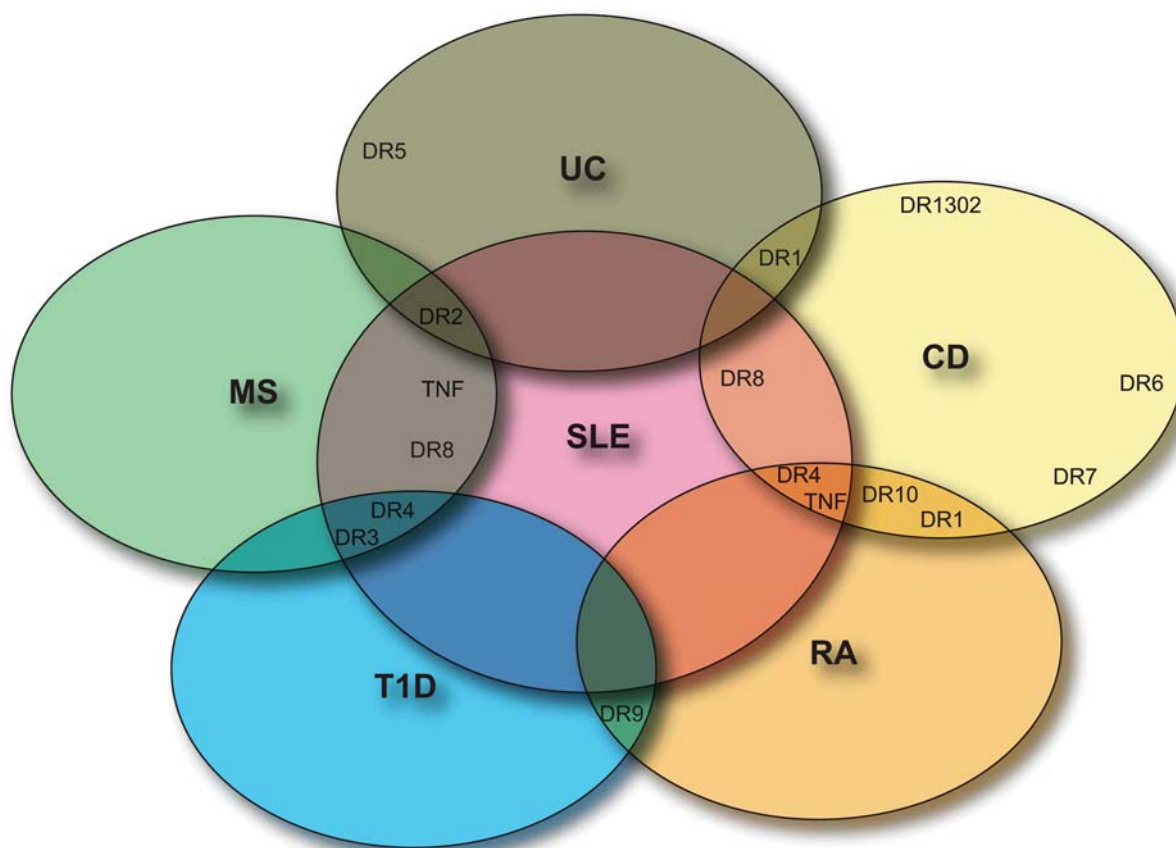 DR5
UC
DR1302
DR1
DR2
CD
MS
TNF
DR8
DR6
SLE
DR8
DR4
DR7
TNF
DR10
DR1
DR4
DR3
RA
T1D
DR9